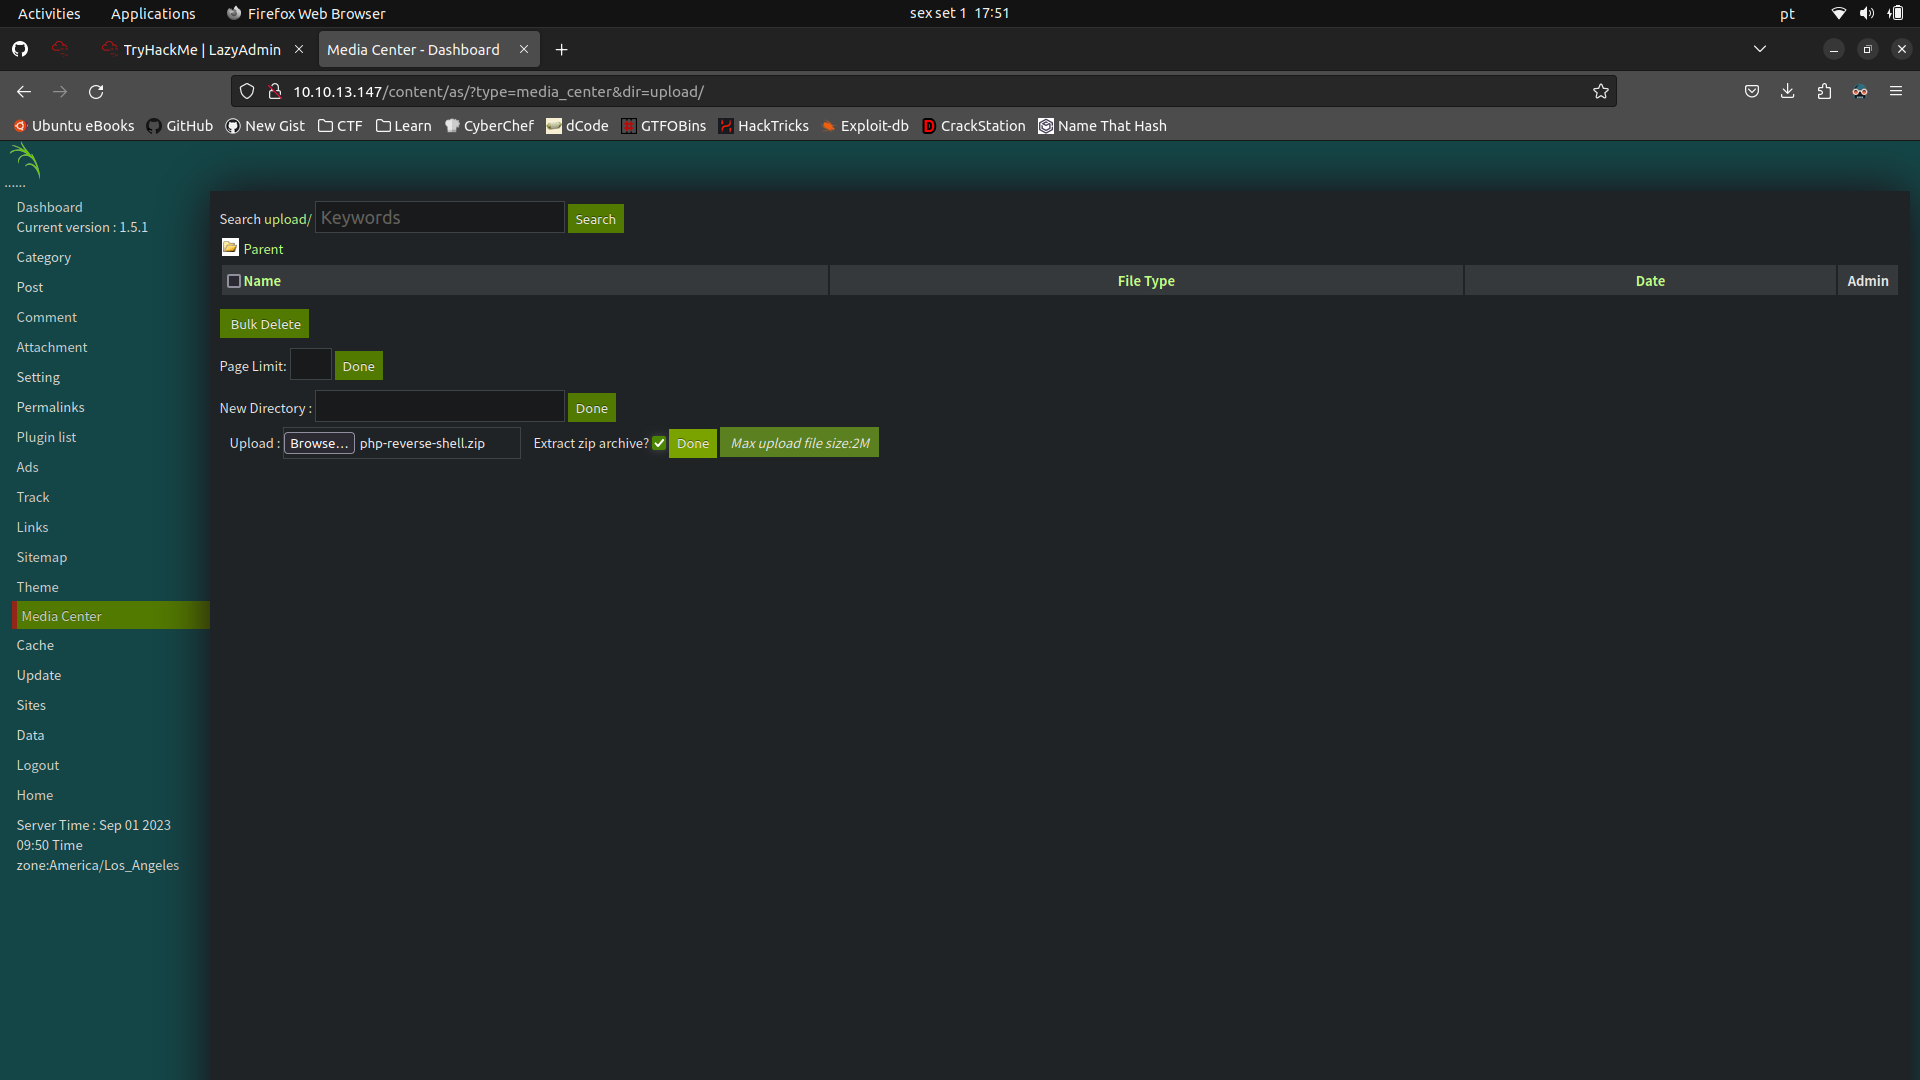 Activities Applications Firefox Web Browser sex set 1 17:51 pt
TryHackMe | LazyAdmin Media Center - Dashboard
10.10.13.147/content/as/?type=media_center&dir=upload/
Ubuntu eBooks GitHub New Gist CTF Learn CyberChef dCode GTFOBins HackTricks Exploit-db CrackStation Name That Hash
......
Dashboard
Current version : 1.5.1
Category
Post
Comment
Attachment
Setting
Permalinks
Plugin list
Ads
Track
Links
Sitemap
Theme
Media Center
Cache
Update
Sites
Data
Logout
Home
Server Time : Sep 01 2023
09:50 Time
zone:America/Los_Angeles
Search upload/ Keywords Search
Parent
Name File Type Date Admin
Bulk Delete
Page Limit: Done
New Directory : Done
Upload : Browse... php-reverse-shell.zip Extract zip archive? Done Max upload file size:2M